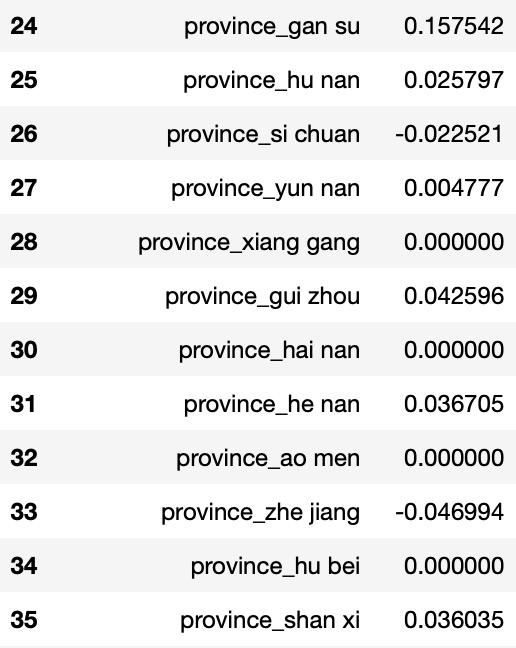 24 province_gan su 0.157542
25 province_hu nan 0.025797
26 province_si chuan -0.022521
27 province_yun nan 0.004777
28 province_xiang gang 0.000000
29 province_gui zhou 0.042596
30 province_hai nan 0.000000
31 province_he nan 0.036705
32 province_ao men 0.000000
33 province_zhe jiang -0.046994
34 province_hu bei 0.000000
35 province_shan xi 0.036035